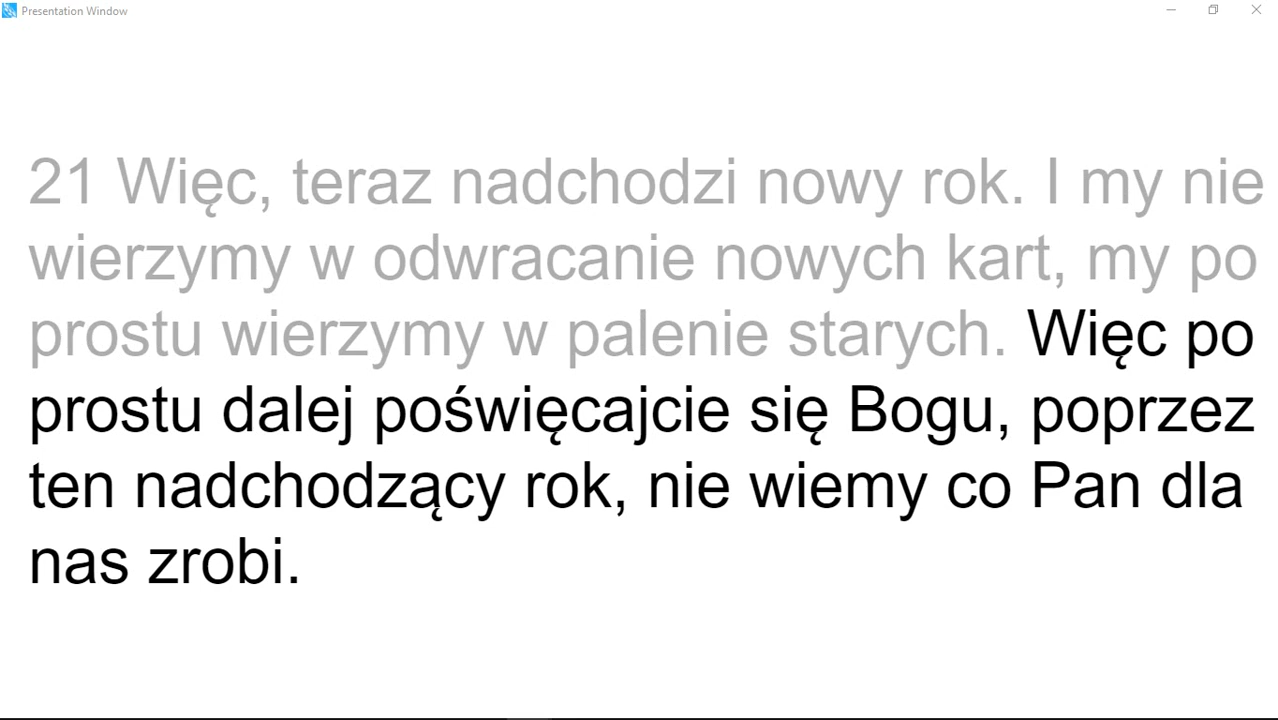 Presentation Window
21 Więc, teraz nadchodzi nowy rok. I my nie
wierzymy w odwracanie nowych kart, my po
prostu wierzymy w palenie starych. Więc po
prostu dalej poświęcajcie się Bogu, poprzez
ten nadchodzący rok, nie wiemy co Pan dla
nas zrobi.